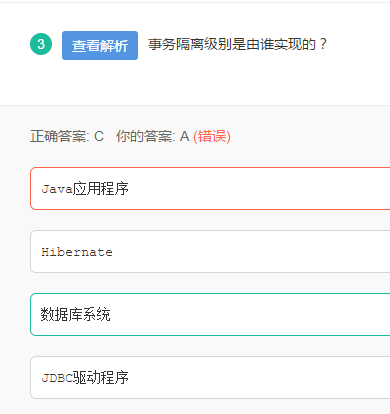 3 查看解析 事务隔离级别是由谁实现的？
正确答案: C 你的答案: A (错误)
Java应用程序
Hibernate
数据库系统
JDBC驱动程序